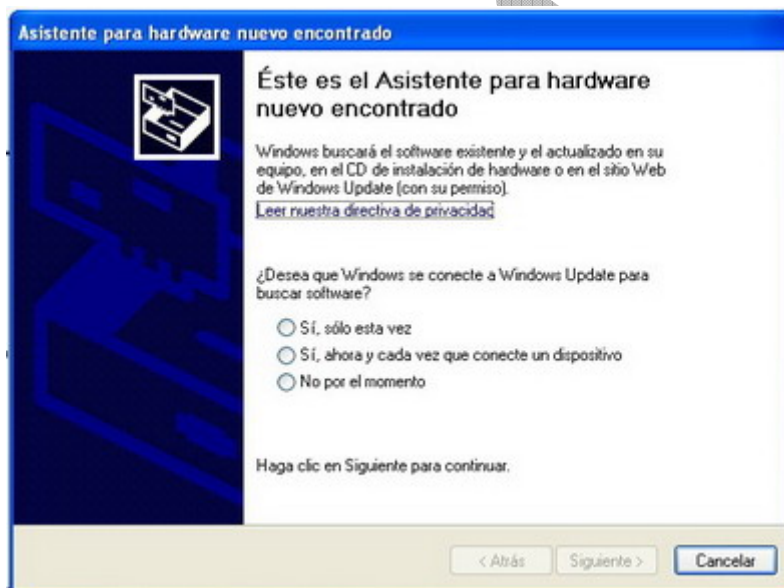 Asistente para hardware nuevo encontrado
Éste es el Asistente para hardware
nuevo encontrado
Windows buscará el software existente y el actualizado en su
equipo, en el CD de instalación de hardware o en el sitio Web
de Windows Update (con su permiso).
Leer nuestra directiva de privacidad
¿Desea que Windows se conecte a Windows Update para
buscar software?
Sí, sólo esta vez
Sí, ahora y cada vez que conecte un dispositivo
No por el momento
Haga clic en Siguiente para continuar.
< Atrás Siguiente > Cancelar